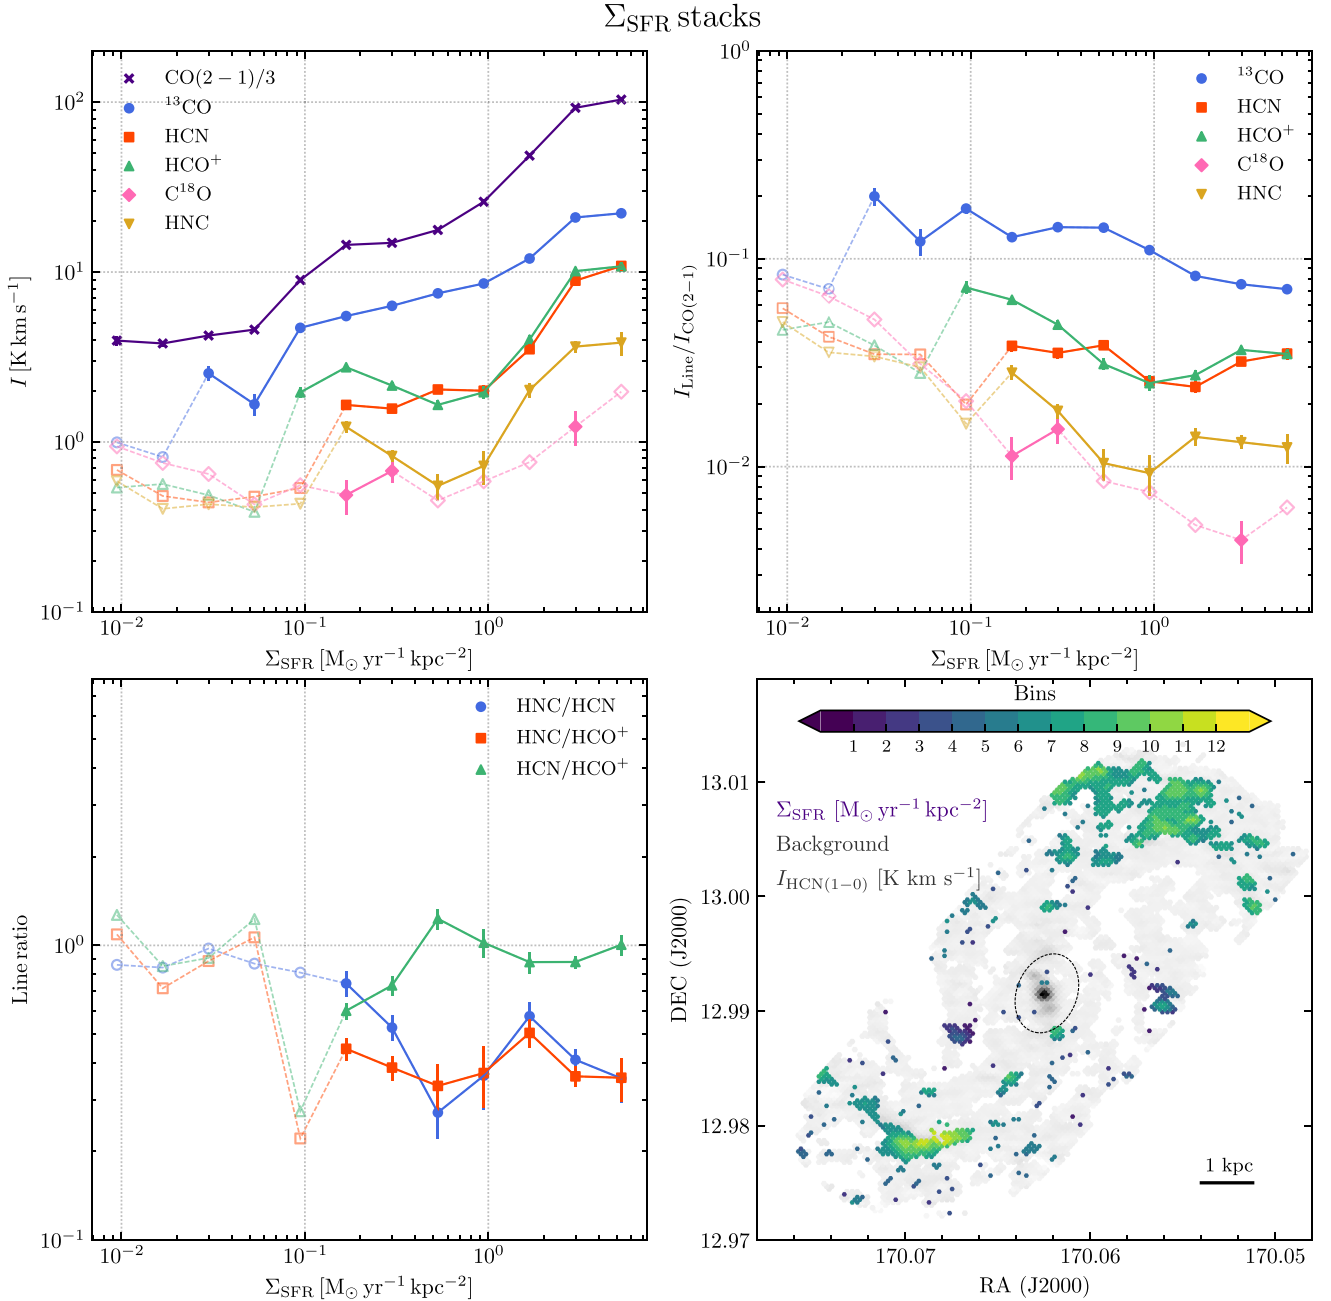 Σ_SFR stacks
10² 
10¹
10⁰
10⁻¹
I [K km s⁻¹]
CO(2 − 1)/3
¹³CO
HCN
HCO⁺
C¹⁸O
HNC
10⁻² 10⁻¹ 10⁰
Σ_SFR [M⊙ yr⁻¹ kpc⁻²]
10⁰
10⁻¹
10⁻²
I_Line/I_CO(2−1)
¹³CO
HCN
HCO⁺
C¹⁸O
HNC
10⁻² 10⁻¹ 10⁰
Σ_SFR [M⊙ yr⁻¹ kpc⁻²]
10⁰
10⁻¹
Line ratio
HNC/HCN
HNC/HCO⁺
HCN/HCO⁺
10⁻² 10⁻¹ 10⁰
Σ_SFR [M⊙ yr⁻¹ kpc⁻²]
Bins
1 2 3 4 5 6 7 8 9 10 11 12
Σ_SFR [M⊙ yr⁻¹ kpc⁻²]
Background
I_HCN(1−0) [K km s⁻¹]
13.01
13.00
12.99
12.98
12.97
DEC (J2000)
1 kpc
170.07 170.06 170.05
RA (J2000)